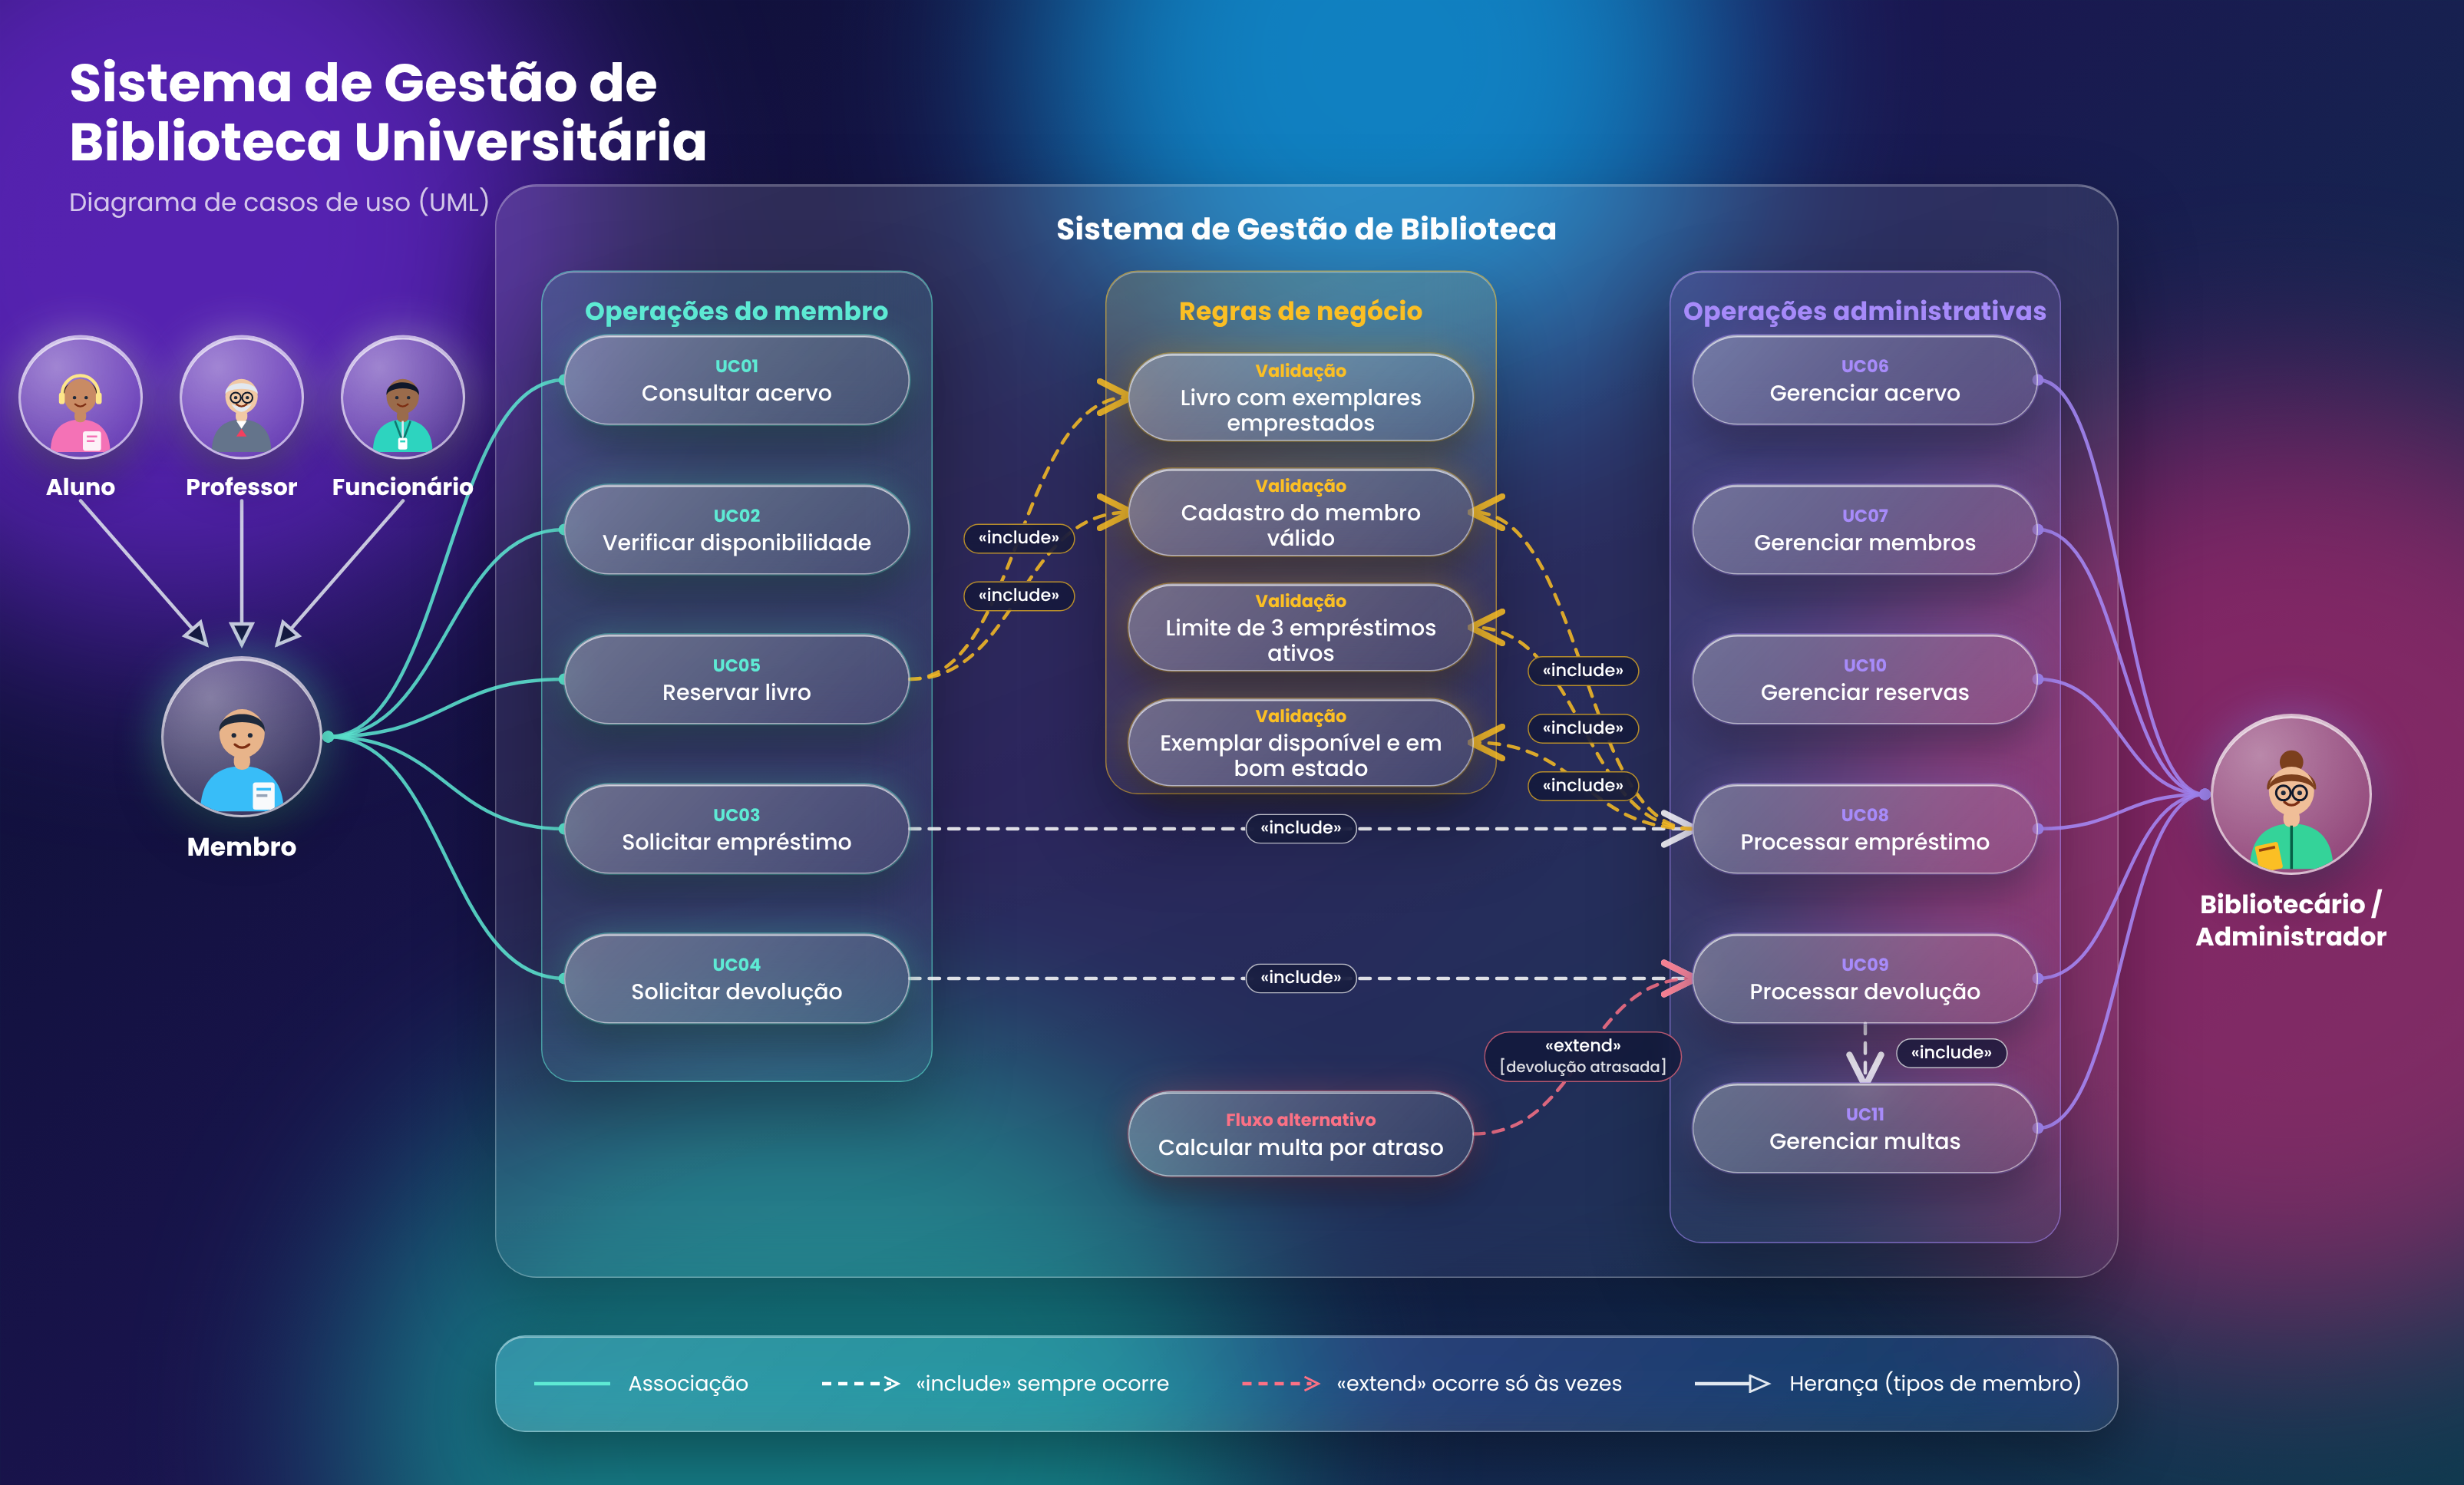 Sistema de Gestão de
Biblioteca Universitária
Diagrama de casos de uso (UML)
Sistema de Gestão de Biblioteca
Aluno
Professor
Funcionário
Membro
Operações do membro
UC01
Consultar acervo
UC02
Verificar disponibilidade
UC05
Reservar livro
UC03
Solicitar empréstimo
UC04
Solicitar devolução
«include»
«include»
Regras de negócio
Validação
Livro com exemplares
emprestados
Validação
Cadastro do membro
válido
Validação
Limite de 3 empréstimos
ativos
Validação
Exemplar disponível e em
bom estado
«include»
«include»
«include»
«include»
«include»
«extend»
[devolução atrasada]
Fluxo alternativo
Calcular multa por atraso
Operações administrativas
UC06
Gerenciar acervo
UC07
Gerenciar membros
UC10
Gerenciar reservas
UC08
Processar empréstimo
UC09
Processar devolução
«include»
UC11
Gerenciar multas
Bibliotecário /
Administrador
Associação
«include» sempre ocorre
«extend» ocorre só às vezes
Herança (tipos de membro)